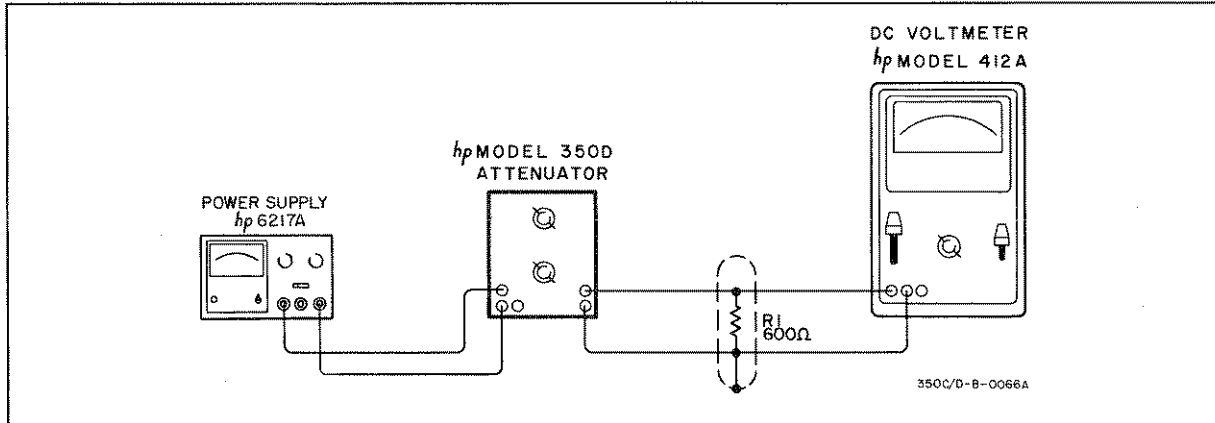 DC VOLTMETER
hp MODEL 412A
hp MODEL 350D
ATTENUATOR
POWER SUPPLY
hp 6217A
R1
600Ω
350C/D-B-0066A